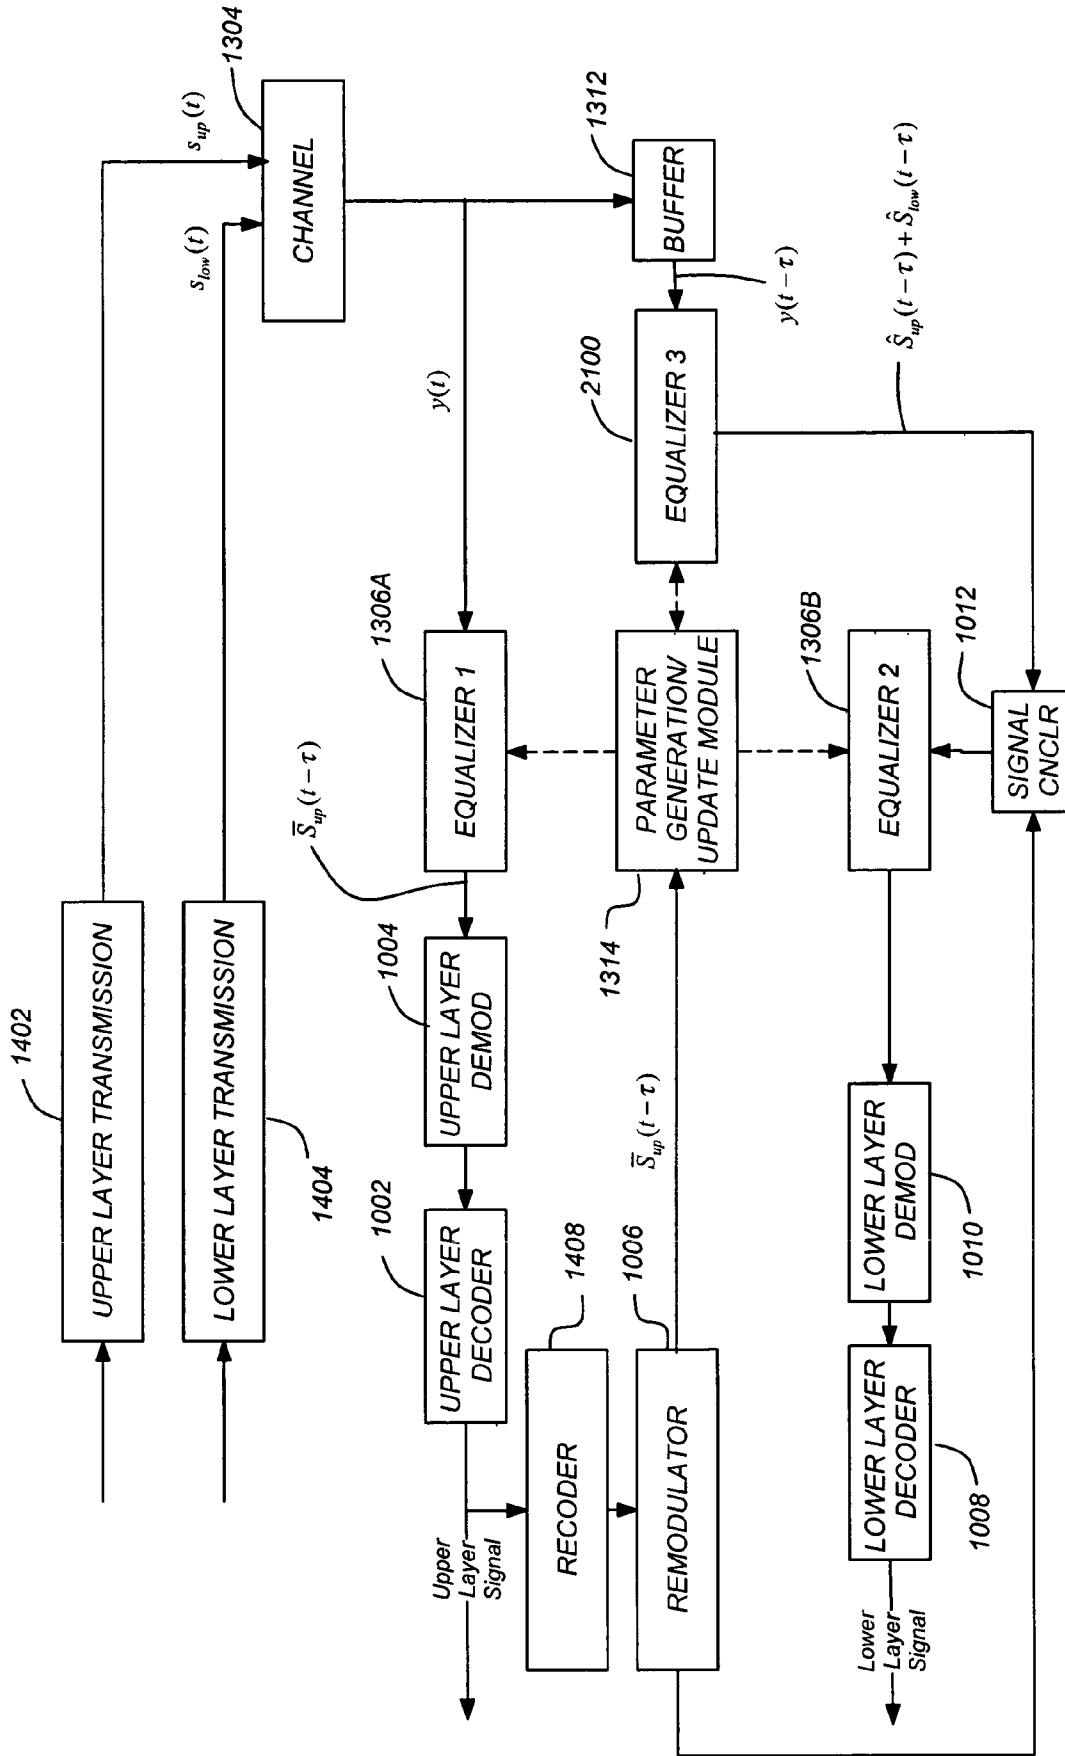 1402
UPPER LAYER TRANSMISSION
LOWER LAYER TRANSMISSION
1404
s_up(t)
s_low(t)
1304
CHANNEL
y(t)
1312
BUFFER
y(t−τ)
1306A
EQUALIZER 1
S̅_up(t−τ)
1004
UPPER LAYER
DEMOD
1002
UPPER LAYER
DECODER
Upper
Layer
Signal
1408
RECODER
1006
REMODULATOR
S̅_up(t−τ)
1314
PARAMETER
GENERATION/
UPDATE MODULE
2100
EQUALIZER 3
Ŝ_up(t−τ)+Ŝ_low(t−τ)
1306B
EQUALIZER 2
1012
SIGNAL
CNCLR
LOWER LAYER
DEMOD
1010
LOWER LAYER
DECODER
1008
Lower
Layer
Signal